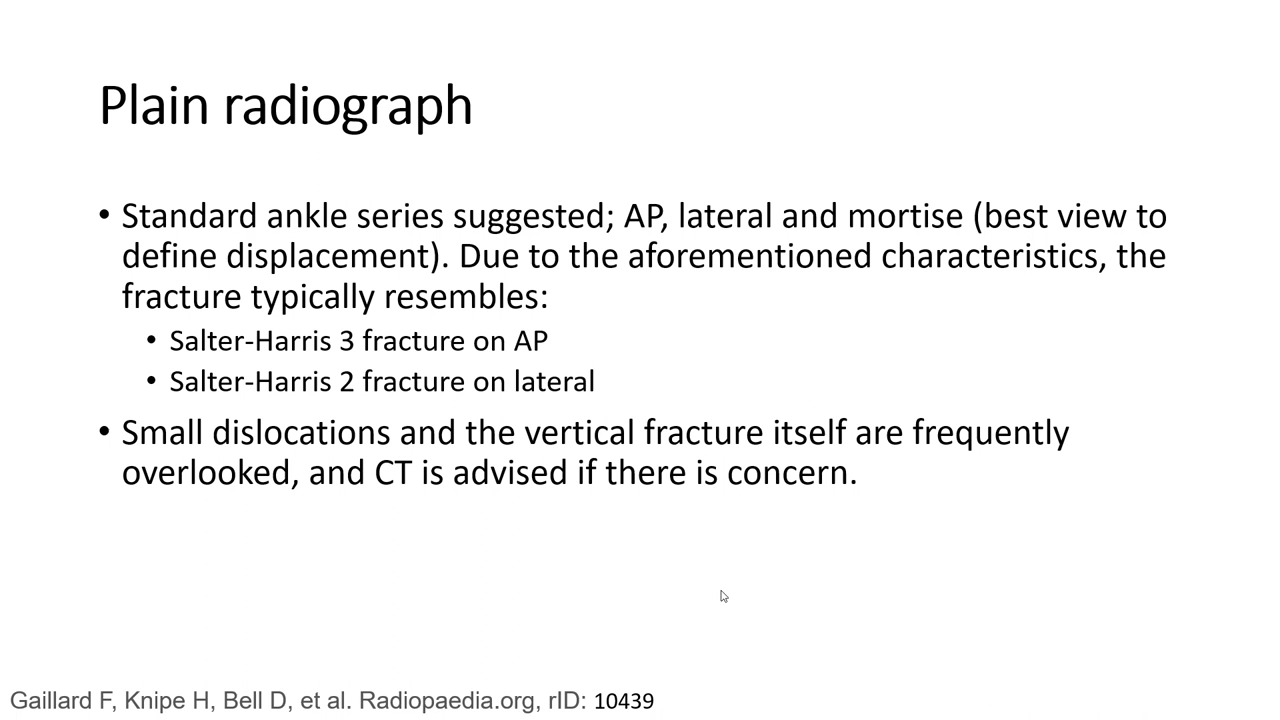 Plain radiograph
• Standard ankle series suggested; AP, lateral and mortise (best view to
define displacement). Due to the aforementioned characteristics, the
fracture typically resembles:
• Salter-Harris 3 fracture on AP
• Salter-Harris 2 fracture on lateral
• Small dislocations and the vertical fracture itself are frequently
overlooked, and CT is advised if there is concern.
Gaillard F, Knipe H, Bell D, et al. Radiopaedia.org, rID: 10439